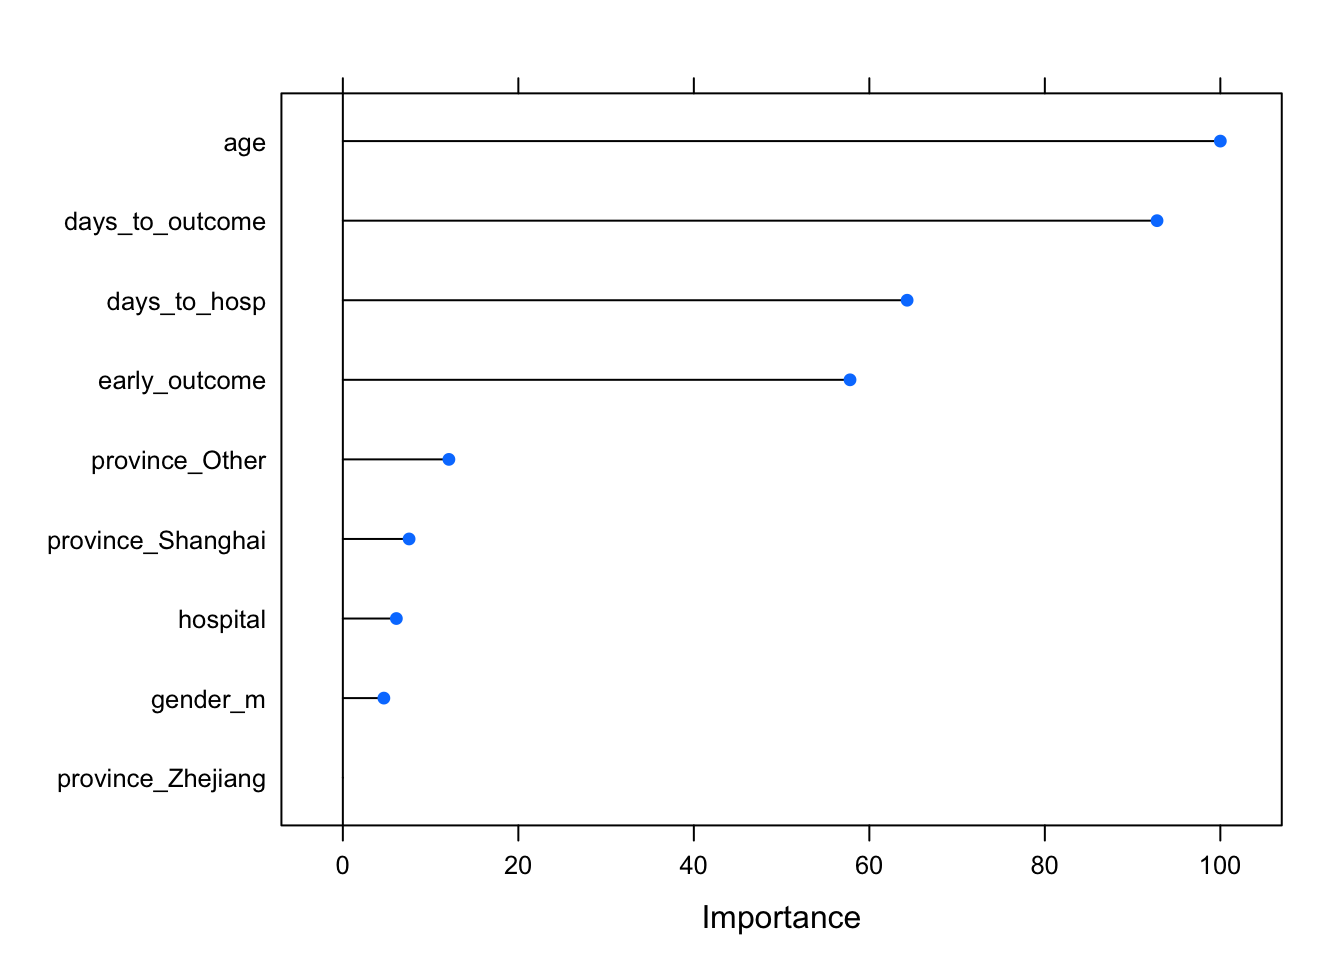 age
days_to_outcome
days_to_hosp
early_outcome
province_Other
province_Shanghai
hospital
gender_m
province_Zhejiang
0 20 40 60 80 100
Importance